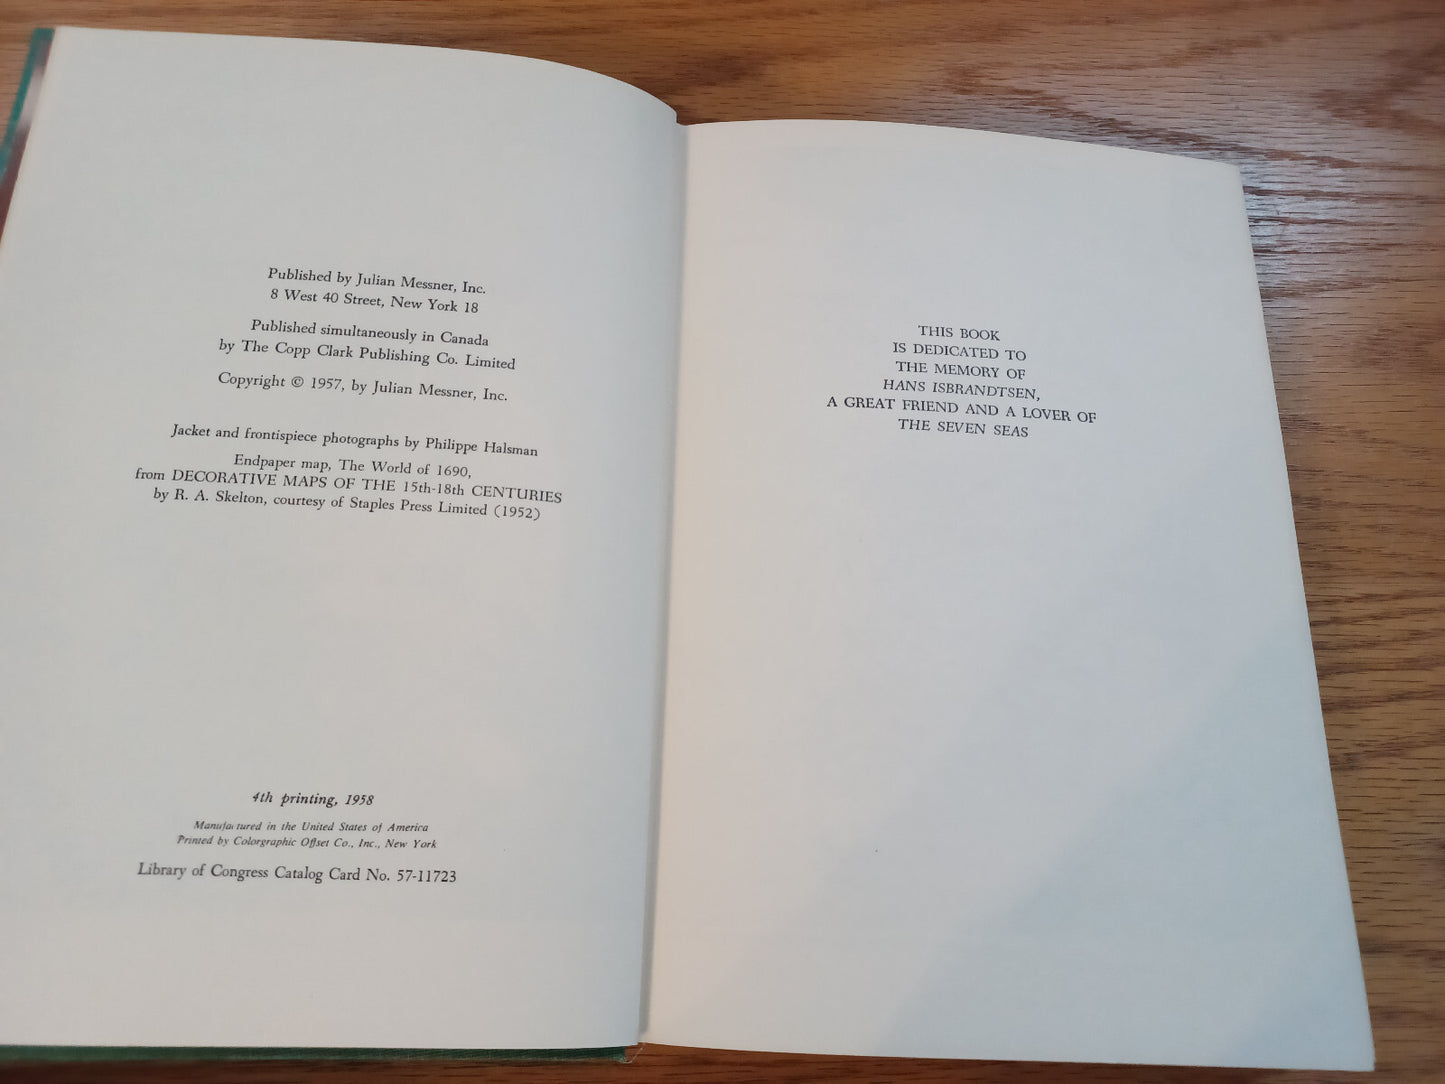 Published by Julian Messner, Inc.
8 West 40 Street, New York 18
Published simultaneously in Canada
by The Copp Clark Publishing Co. Limited
Copyright © 1957, by Julian Messner, Inc.
Jacket and frontispiece photographs by Philippe Halsman
Endpaper map, The World of 1690,
from DECORATIVE MAPS OF THE 15th-18th CENTURIES
by R. A. Skelton, courtesy of Staples Press Limited (1952)
4th printing, 1958
Manufactured in the United States of America
Printed by Colorgraphic Offset Co., Inc., New York
Library of Congress Catalog Card No. 57-11723
THIS BOOK
IS DEDICATED TO
THE MEMORY OF
HANS ISBRANDTSEN,
A GREAT FRIEND AND A LOVER OF
THE SEVEN SEAS